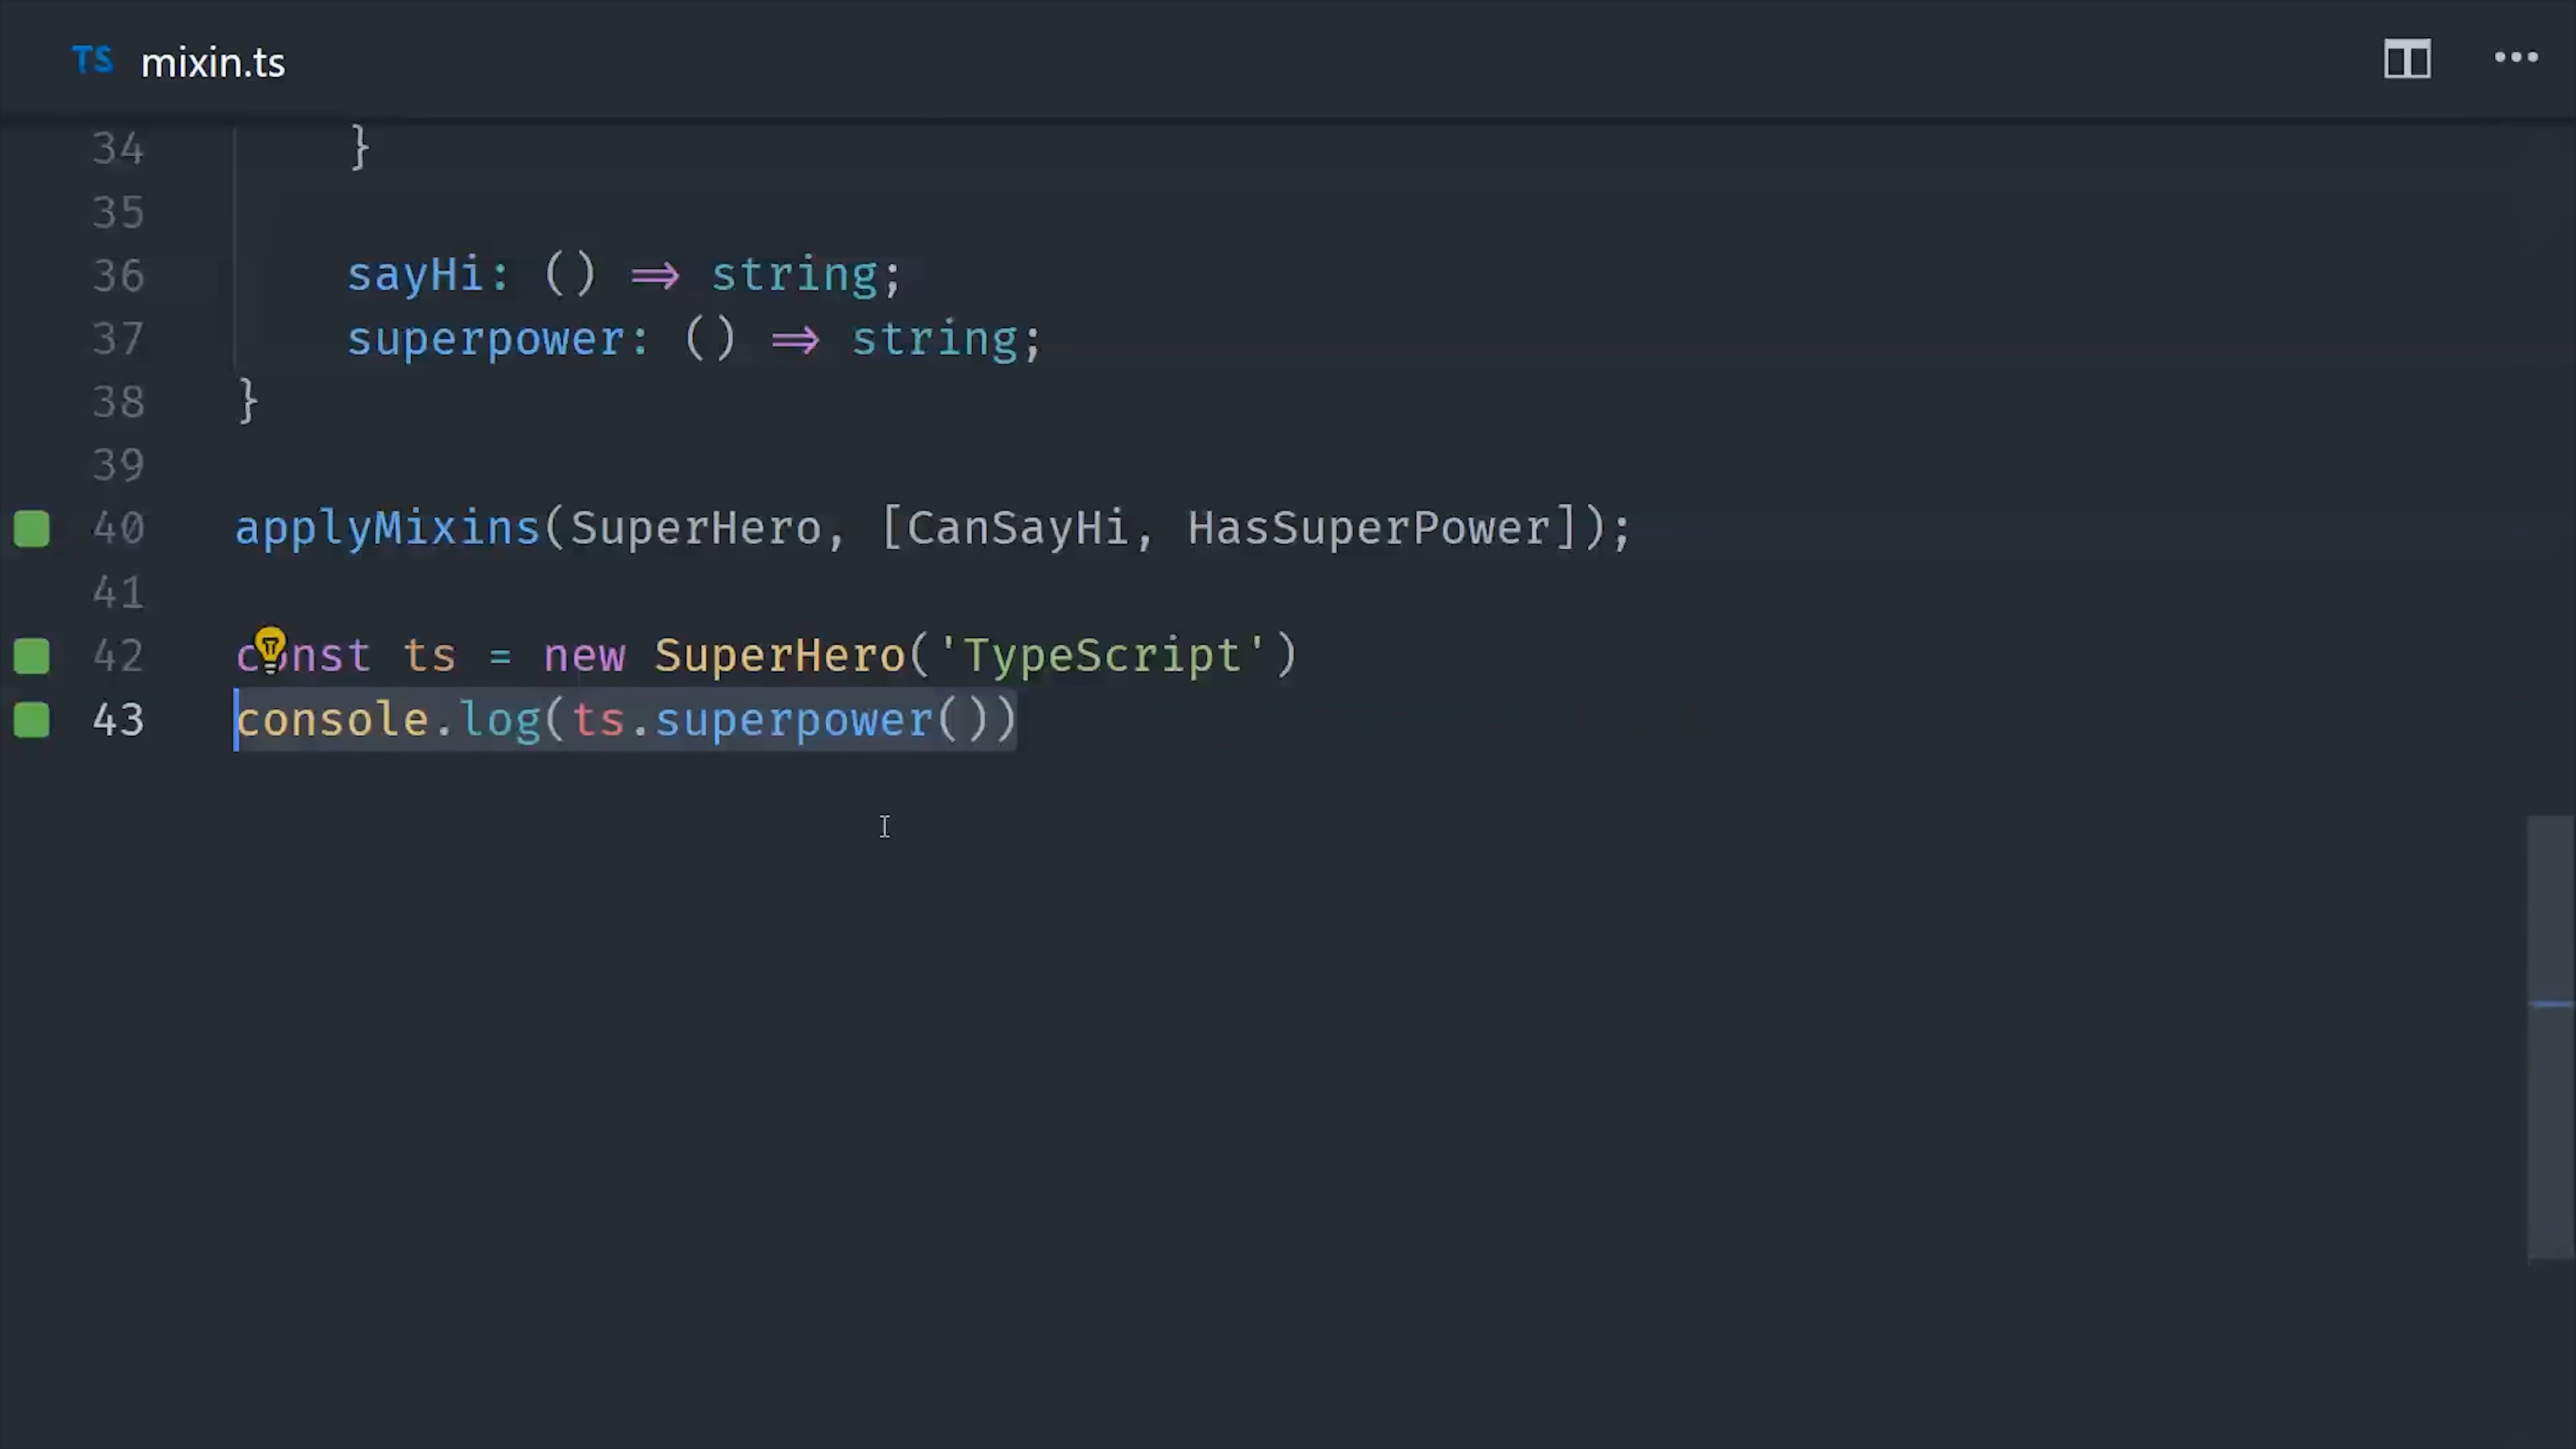 TS mixin.ts
34 }
35
36 sayHi: () => string;
37 superpower: () => string;
38 }
39
40 applyMixins(SuperHero, [CanSayHi, HasSuperPower]);
41
42 const ts = new SuperHero('TypeScript')
43 console.log(ts.superpower())